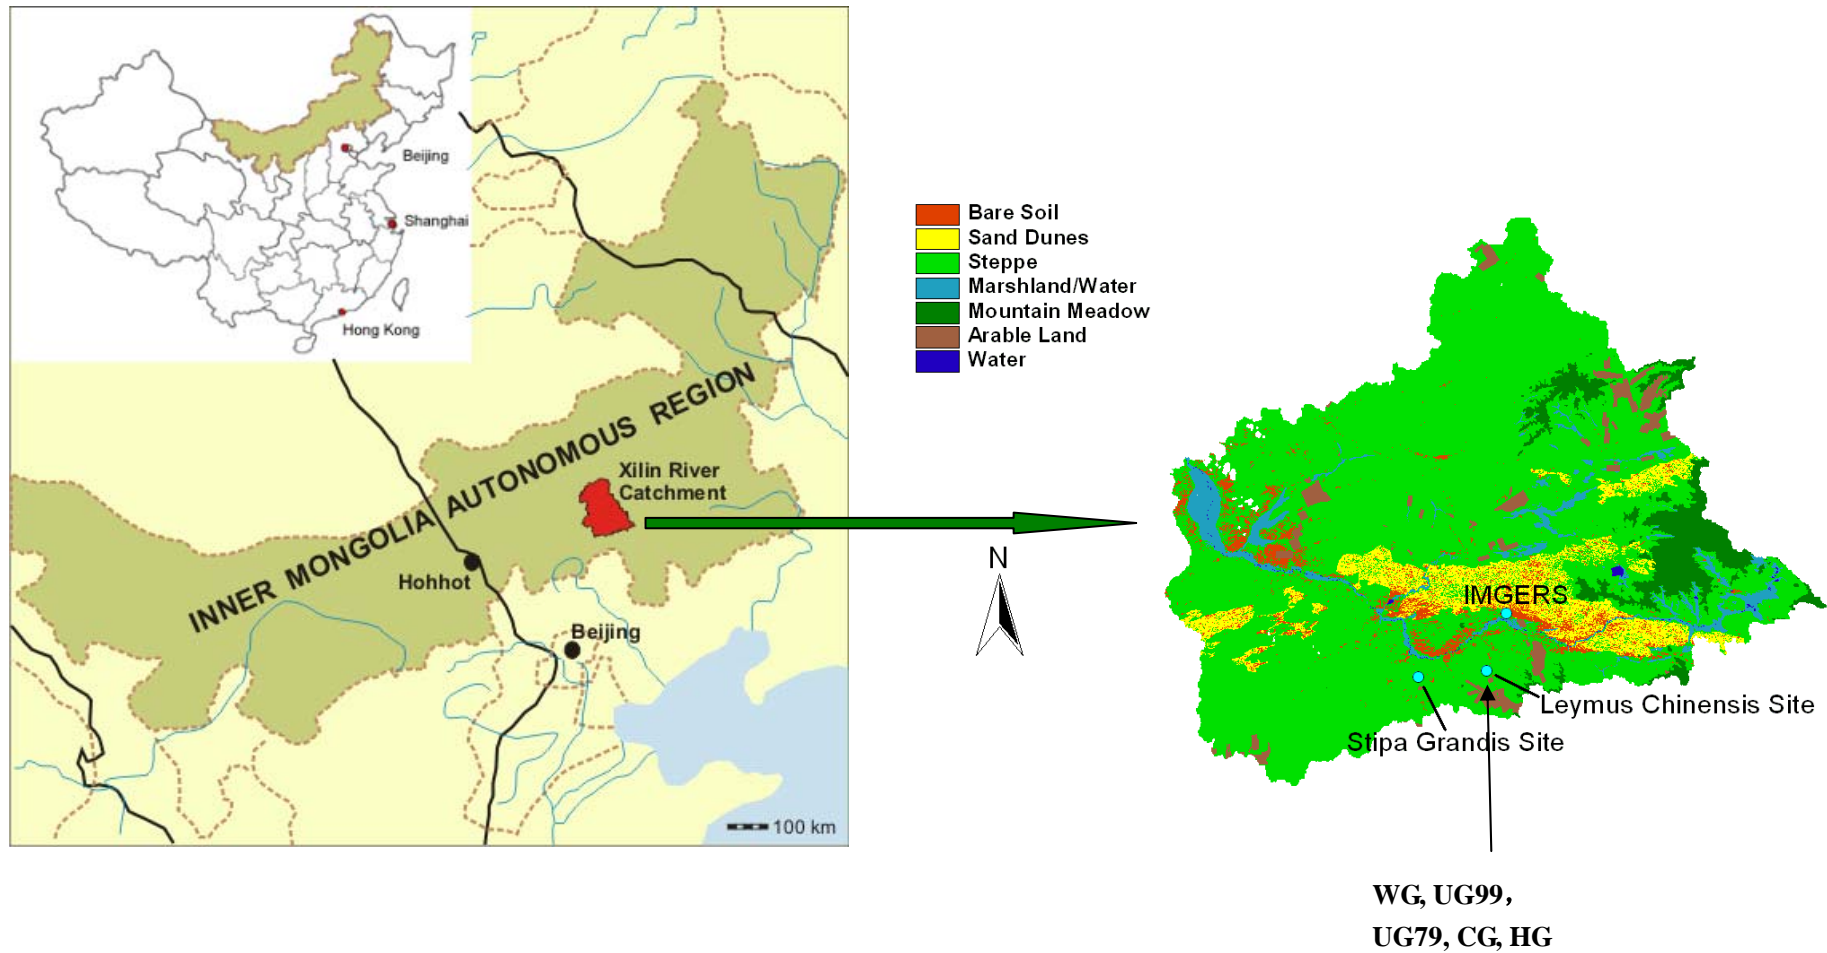 Beijing
Shanghai
Hong Kong
INNER MONGOLIA AUTONOMOUS REGION
Xilin River
Catchment
Hohhot
Beijing
100 km
Bare Soil
Sand Dunes
Steppe
Marshland/Water
Mountain Meadow
Arable Land
Water
N
IMGERS
Leymus Chinensis Site
Stipa Grandis Site
WG, UG99,
UG79, CG, HG